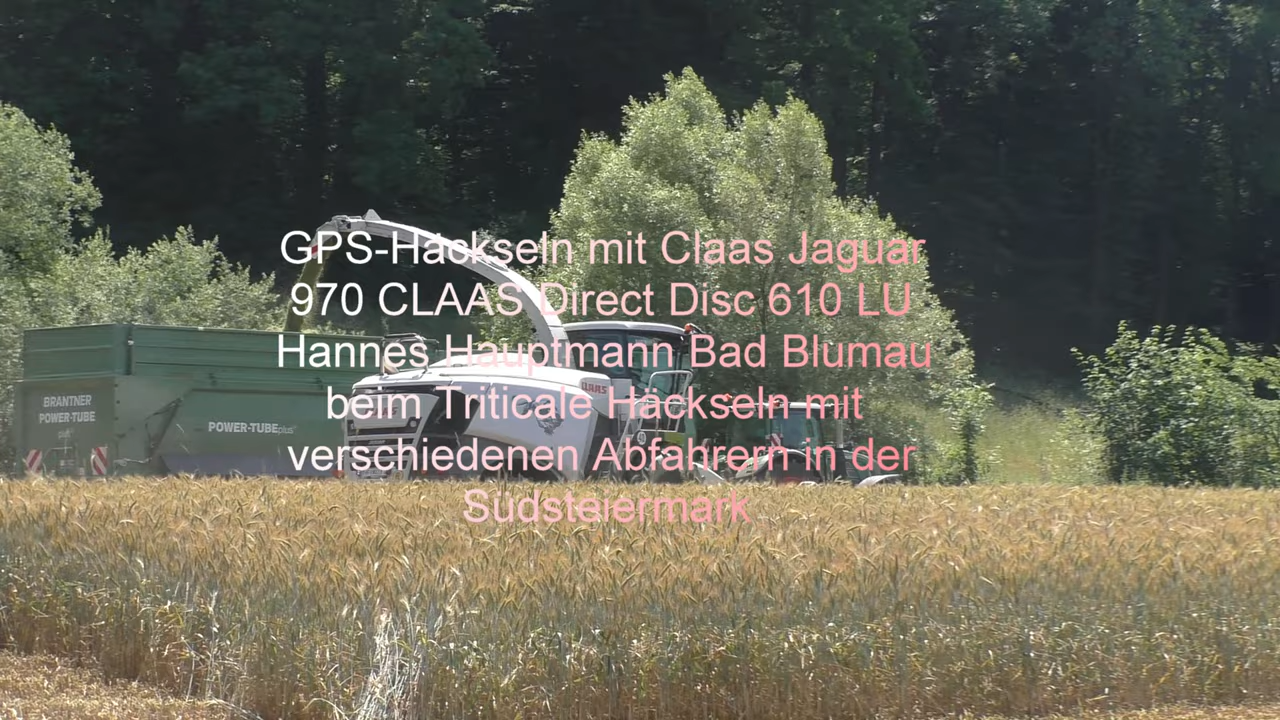 GPS-Häckseln mit Claas Jaguar
970 CLAAS Direct Disc 610 LU
Hannes Hauptmann Bad Blumau
beim Triticale Häckseln mit
verschiedenen Abfahrern in der
Südsteiermark
BRANTNER
POWER-TUBE
plus
POWER-TUBEplus
CLAAS